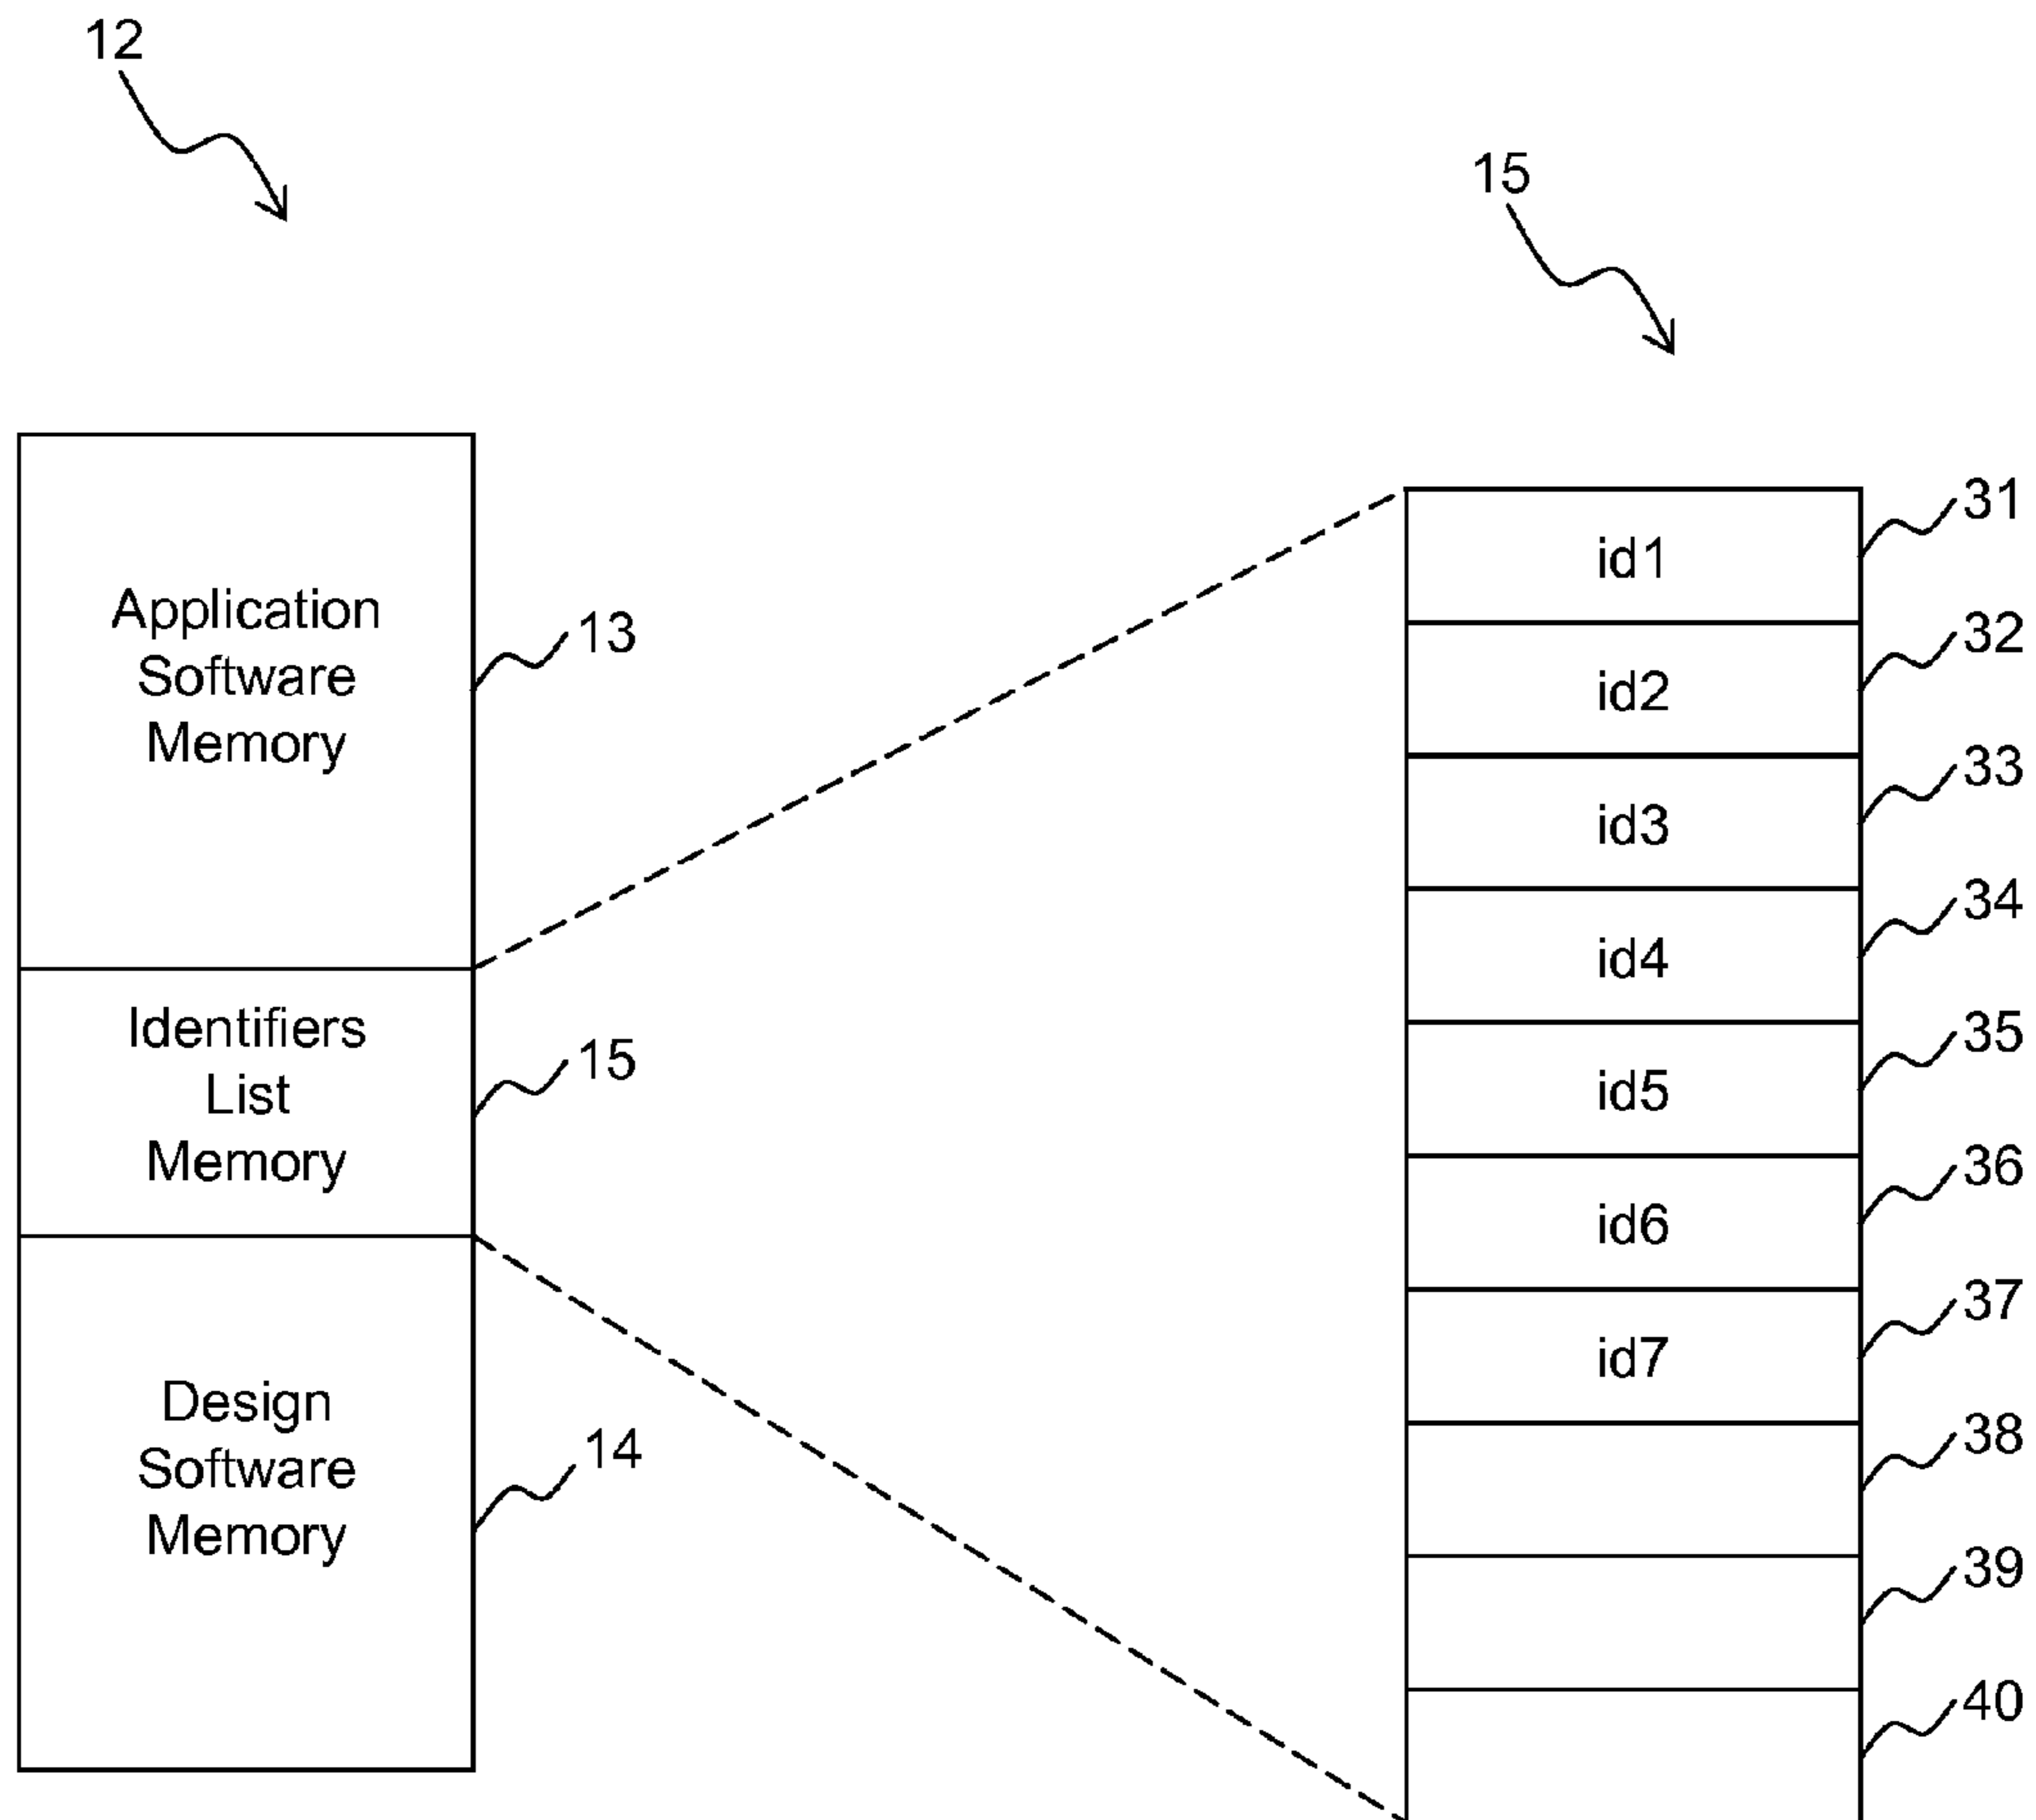 12
15
Application
Software
Memory
13
Identifiers
List
Memory
15
Design
Software
Memory
14
id1
31
id2
32
id3
33
id4
34
id5
35
id6
36
id7
37
38
39
40